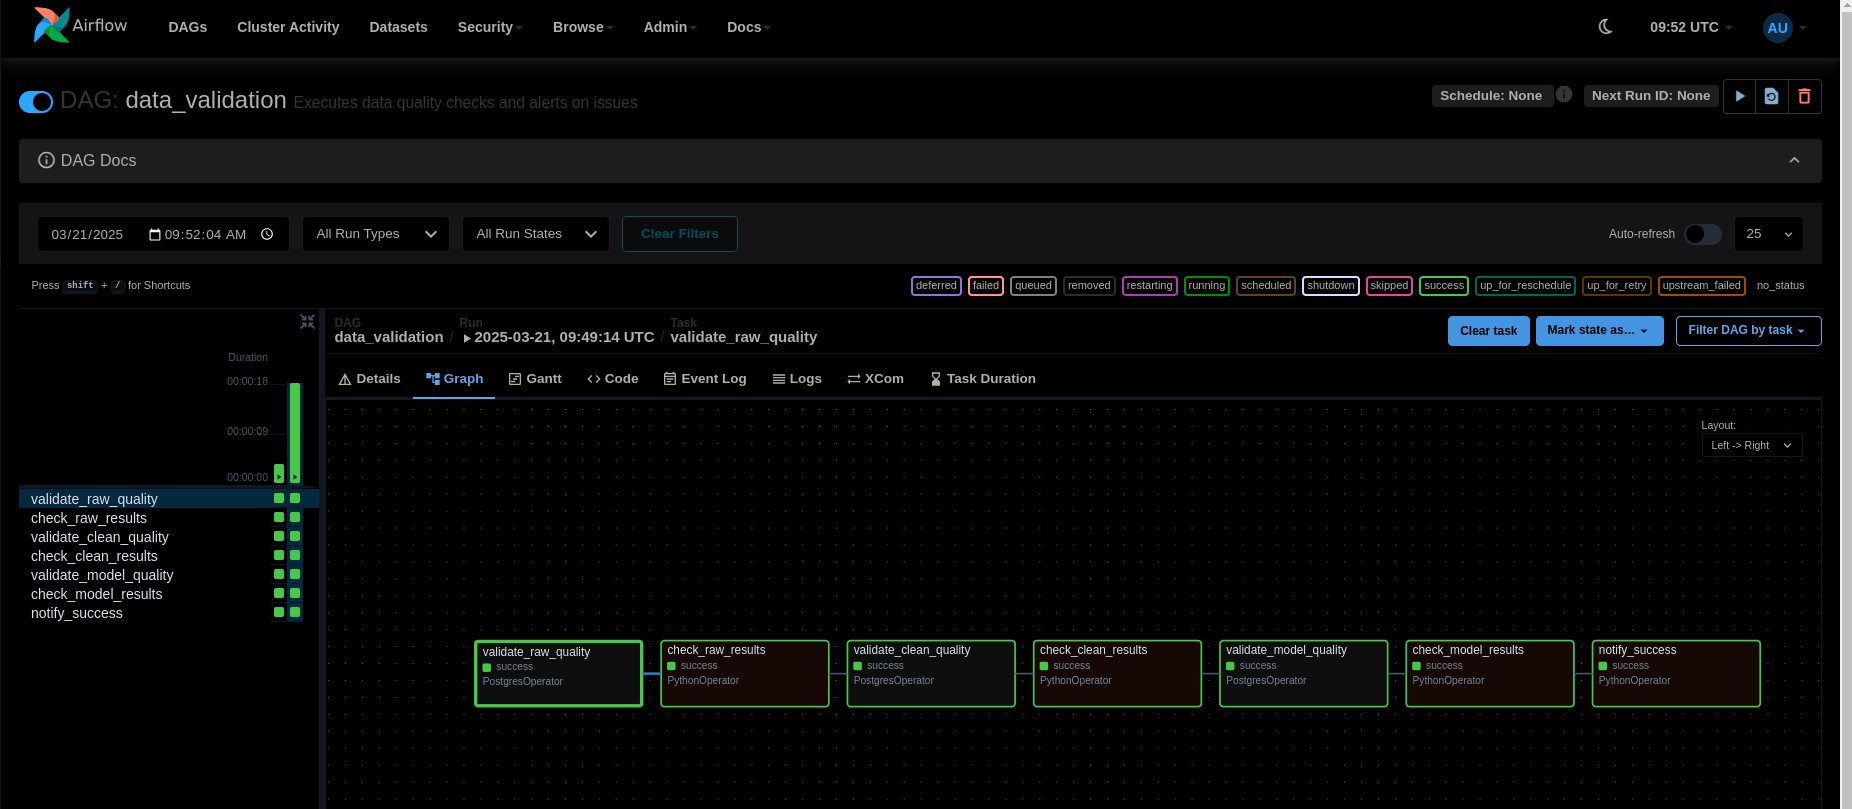 Airflow DAGs Cluster Activity Datasets Security Browse Admin Docs 09:52 UTC AU
DAG: data_validation Executes data quality checks and alerts on issues Schedule: None Next Run ID: None
DAG Docs
03/21/2025 09:52:04 AM All Run Types All Run States Clear Filters Auto-refresh 25
Press shift + / for Shortcuts deferred failed queued removed restarting running scheduled shutdown skipped success up_for_reschedule up_for_retry upstream_failed no_status
DAG Run Task
data_validation / 2025-03-21, 09:49:14 UTC / validate_raw_quality Clear task Mark state as... Filter DAG by task
Details Graph Gantt Code Event Log Logs XCom Task Duration
Duration
00:00:18
00:00:09
00:00:00
validate_raw_quality
check_raw_results
validate_clean_quality
check_clean_results
validate_model_quality
check_model_results
notify_success
Layout:
Left -> Right
validate_raw_quality
success
PostgresOperator
check_raw_results
success
PythonOperator
validate_clean_quality
success
PostgresOperator
check_clean_results
success
PythonOperator
validate_model_quality
success
PostgresOperator
check_model_results
success
PythonOperator
notify_success
success
PythonOperator